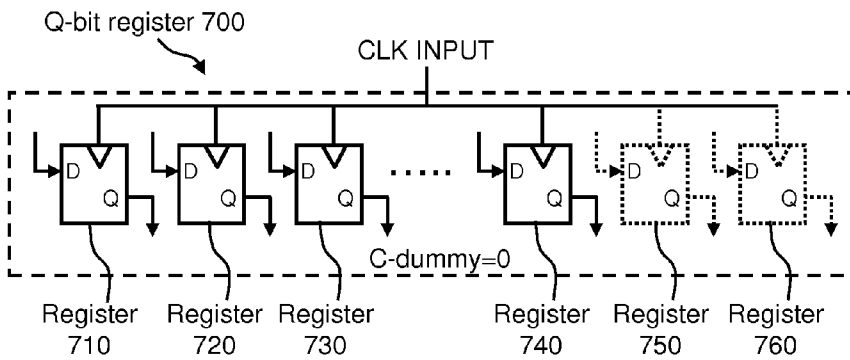 Q-bit register 700
CLK INPUT
D
Q
D
Q
D
Q
D
Q
D
Q
D
Q
C-dummy=0
Register
710
Register
720
Register
730
Register
740
Register
750
Register
760